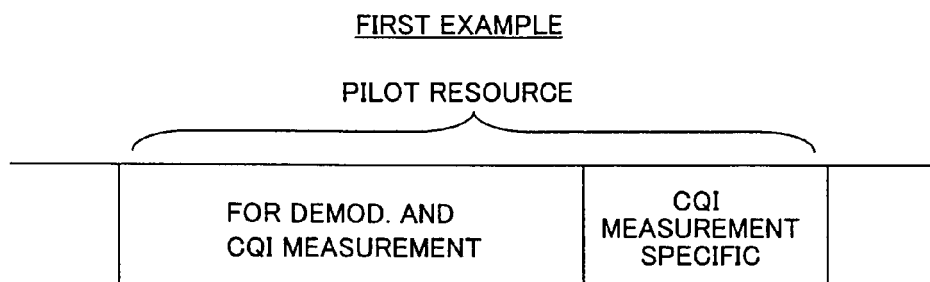 FIRST EXAMPLE
PILOT RESOURCE
FOR DEMOD. AND
CQI MEASUREMENT
CQI
MEASUREMENT
SPECIFIC